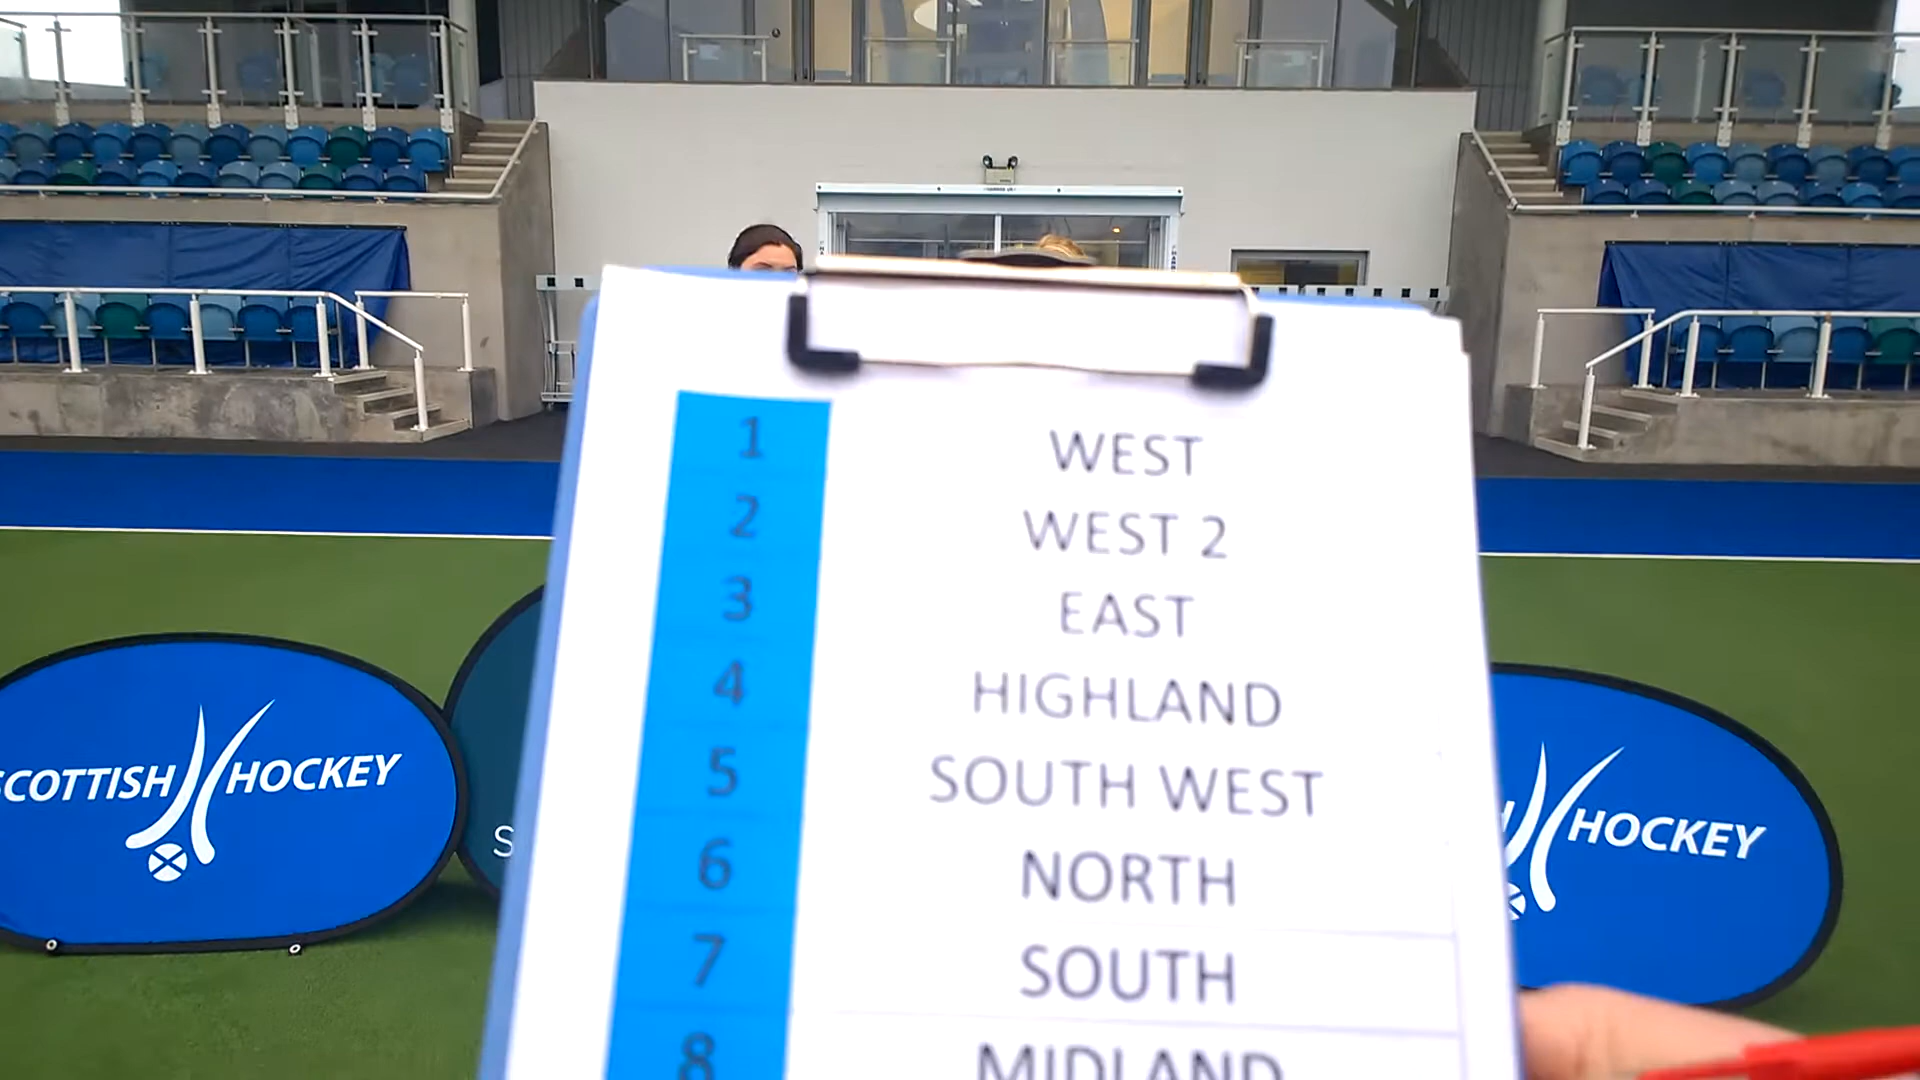 1 WEST
2 WEST 2
3 EAST
4 HIGHLAND
5 SOUTH WEST
6 NORTH
7 SOUTH
8 MIDLAND
SCOTTISH HOCKEY
S
HOCKEY